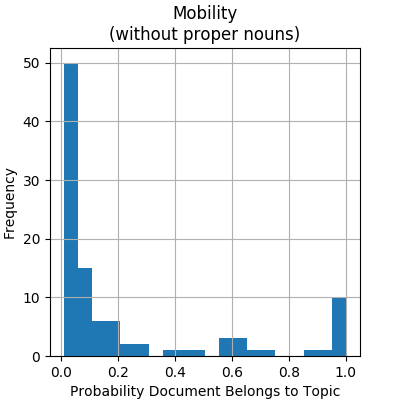 Mobility
(without proper nouns)
50
40
30
20
10
0
Frequency
0.0 0.2 0.4 0.6 0.8 1.0
Probability Document Belongs to Topic